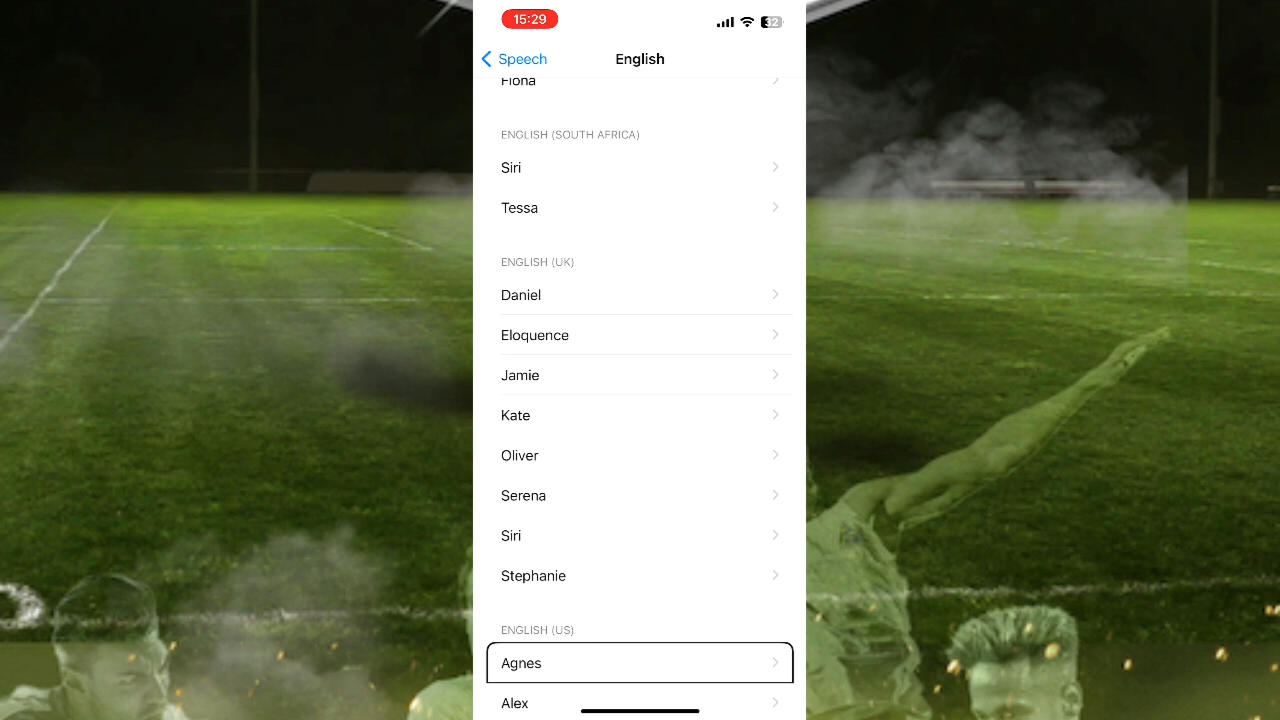 15:29
32
Speech
English
Fiona
ENGLISH (SOUTH AFRICA)
Siri
Tessa
ENGLISH (UK)
Daniel
Eloquence
Jamie
Kate
Oliver
Serena
Siri
Stephanie
ENGLISH (US)
Agnes
Alex